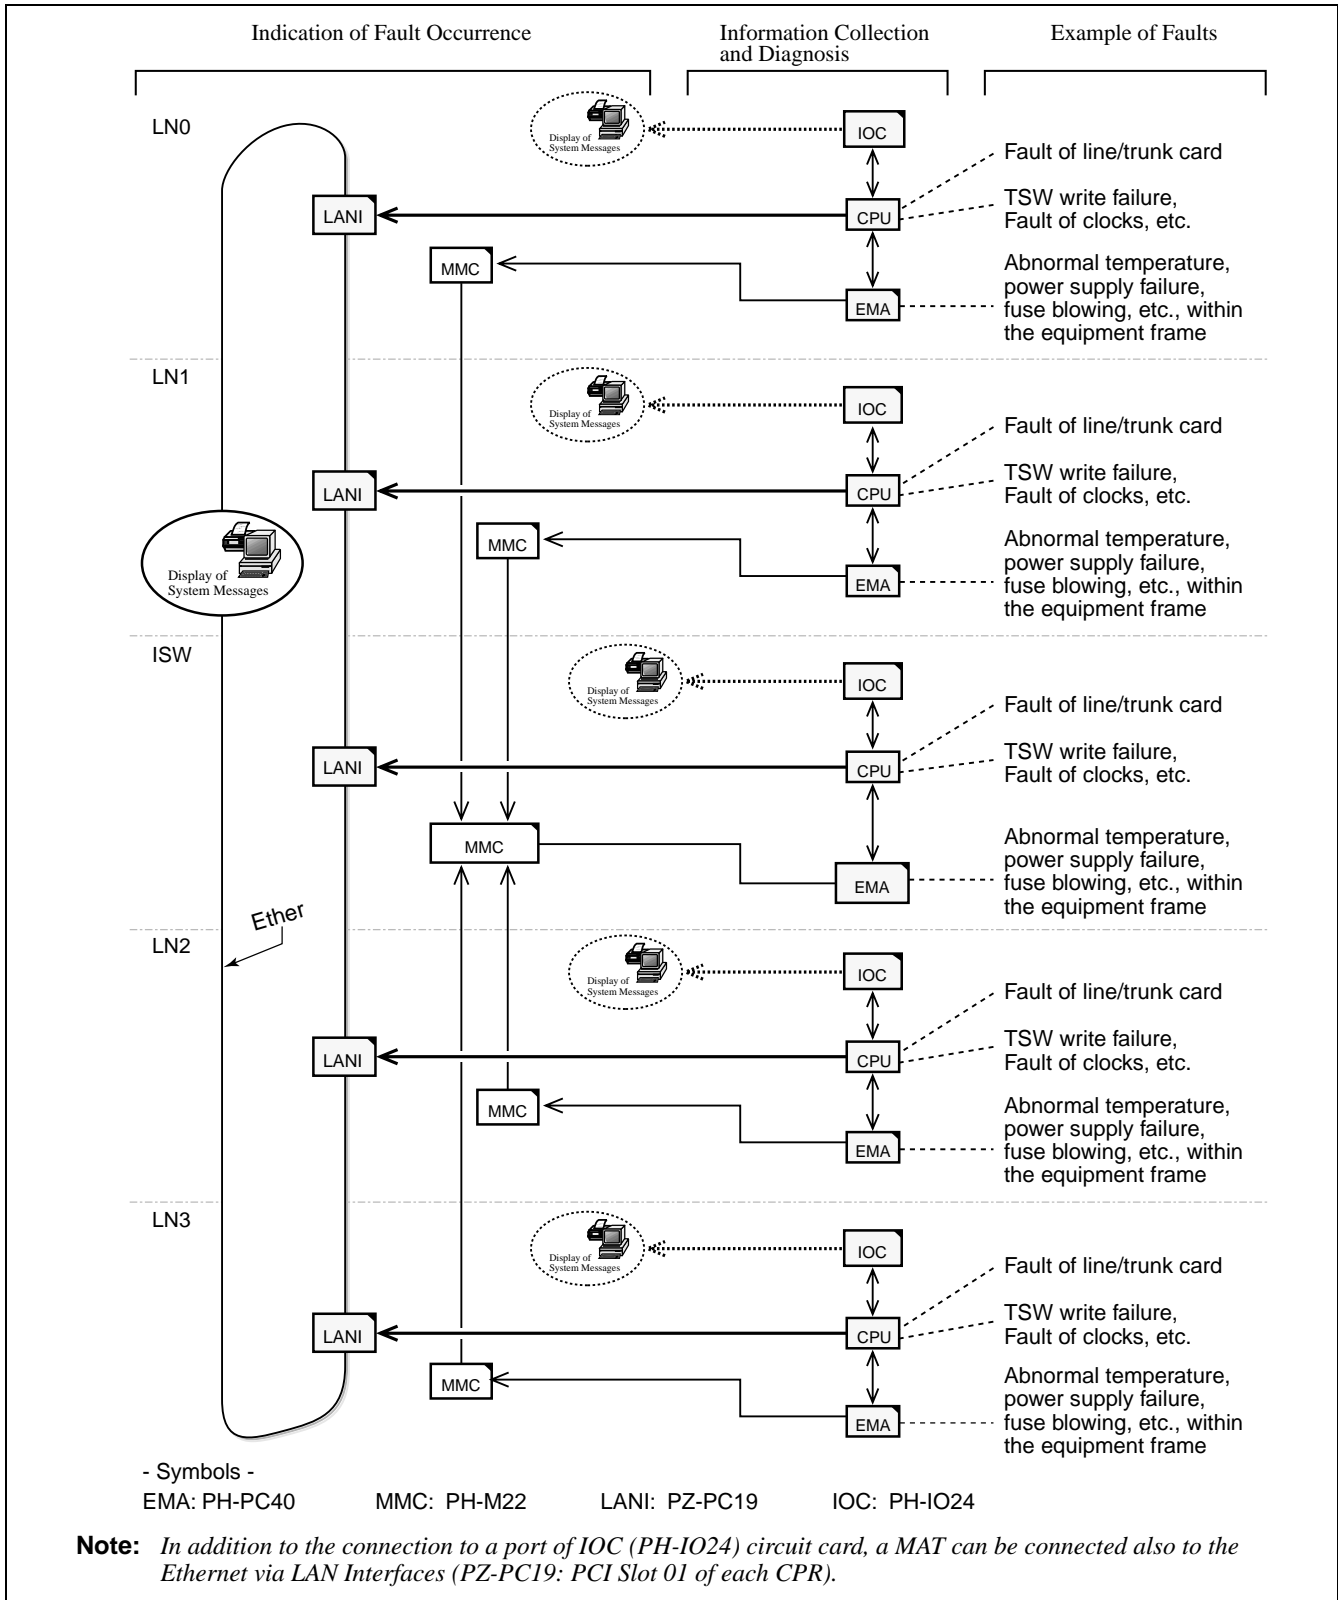 Indication of Fault Occurrence
Information Collection
and Diagnosis
Example of Faults
LN0
Display of
System Messages
IOC
Fault of line/trunk card
LANI
CPU
TSW write failure,
Fault of clocks, etc.
MMC
EMA
Abnormal temperature,
power supply failure,
fuse blowing, etc., within
the equipment frame
LN1
Display of
System Messages
IOC
Fault of line/trunk card
LANI
CPU
TSW write failure,
Fault of clocks, etc.
MMC
EMA
Abnormal temperature,
power supply failure,
fuse blowing, etc., within
the equipment frame
Display of
System Messages
ISW
Display of
System Messages
IOC
Fault of line/trunk card
LANI
CPU
TSW write failure,
Fault of clocks, etc.
MMC
EMA
Abnormal temperature,
power supply failure,
fuse blowing, etc., within
the equipment frame
Ether
LN2
Display of
System Messages
IOC
Fault of line/trunk card
LANI
CPU
TSW write failure,
Fault of clocks, etc.
MMC
EMA
Abnormal temperature,
power supply failure,
fuse blowing, etc., within
the equipment frame
LN3
Display of
System Messages
IOC
Fault of line/trunk card
LANI
CPU
TSW write failure,
Fault of clocks, etc.
MMC
EMA
Abnormal temperature,
power supply failure,
fuse blowing, etc., within
the equipment frame
- Symbols -
EMA: PH-PC40 MMC: PH-M22 LANI: PZ-PC19 IOC: PH-IO24
Note: In addition to the connection to a port of IOC (PH-IO24) circuit card, a MAT can be connected also to the
Ethernet via LAN Interfaces (PZ-PC19: PCI Slot 01 of each CPR).